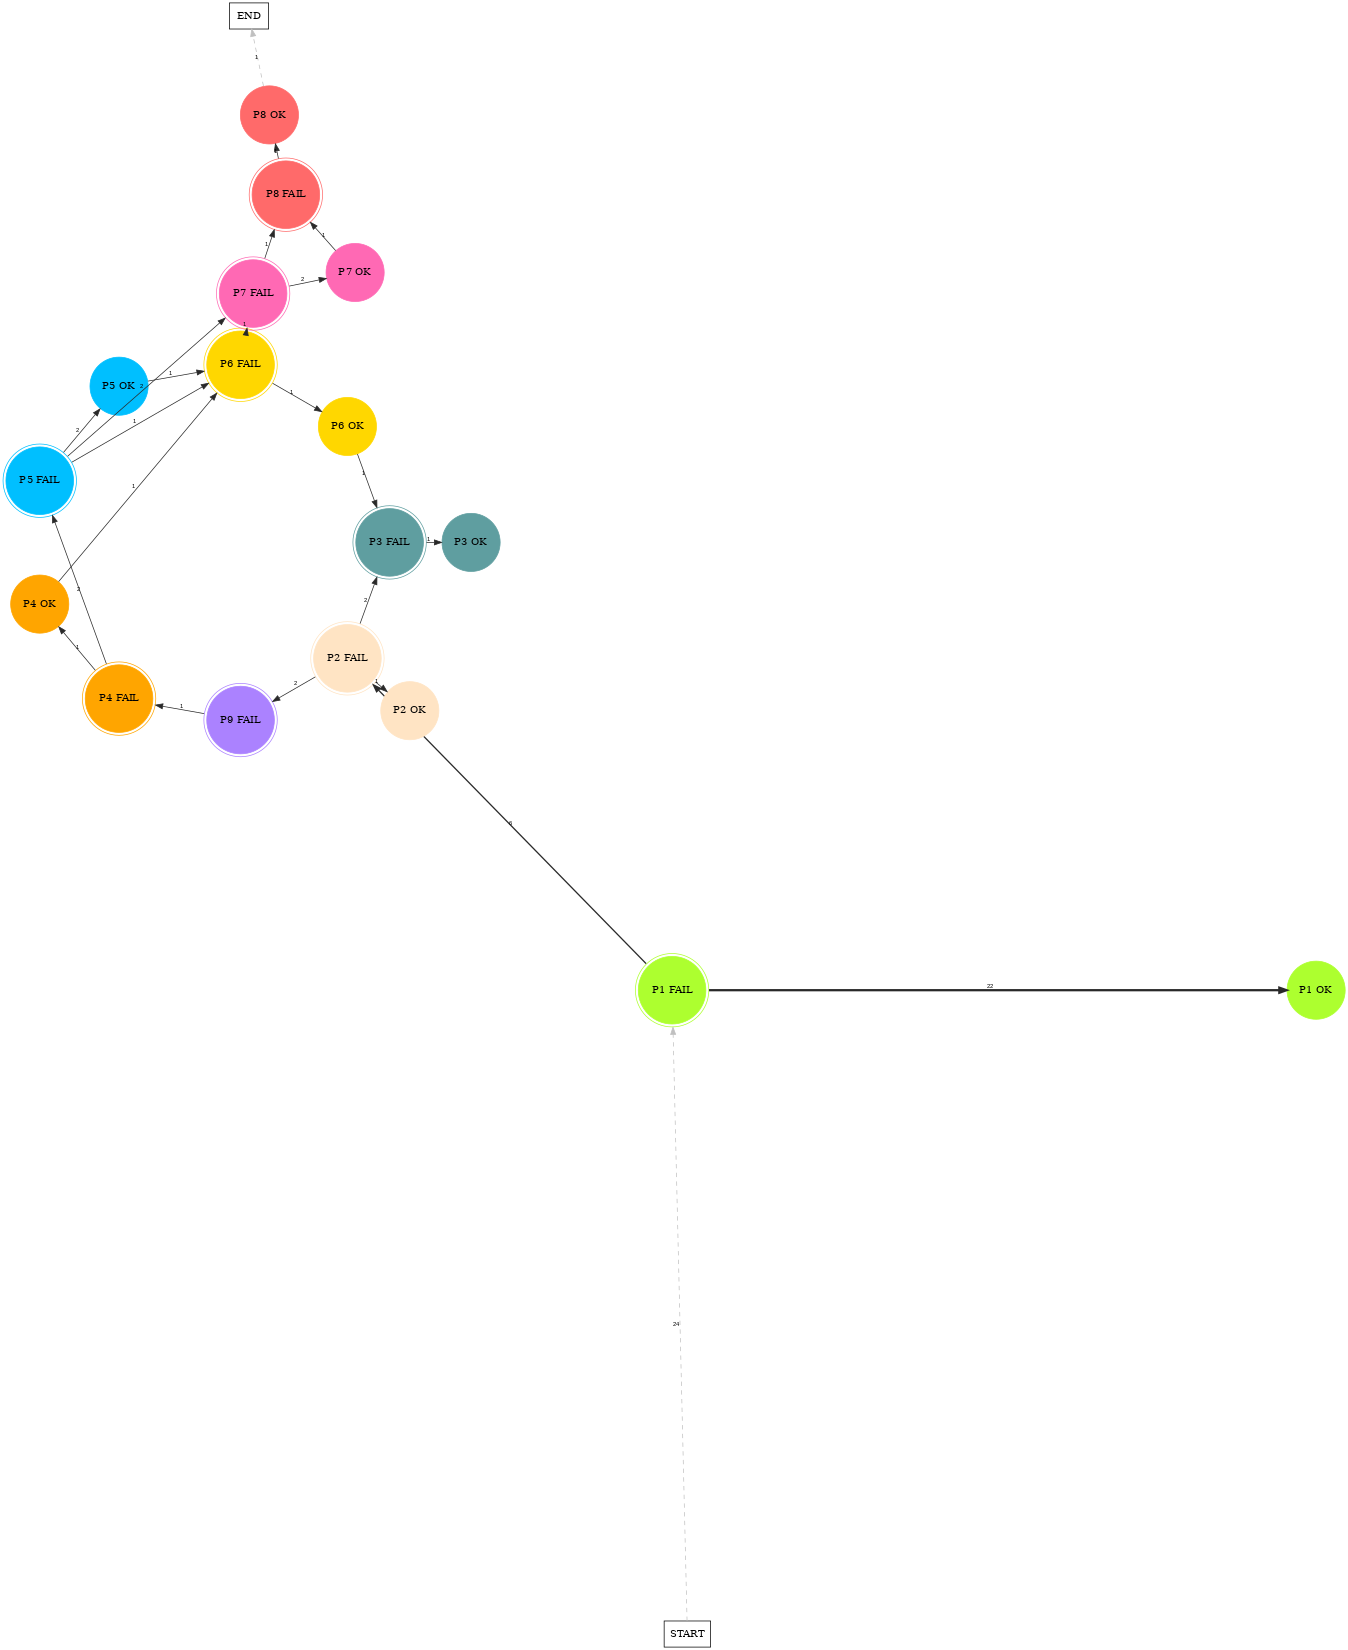 END
1
P8 OK
P8 FAIL
1
1
P7 OK
P7 FAIL
2
1
P6 FAIL
P5 OK
1
2
1
1
2
P6 OK
P5 FAIL
1
1
P3 FAIL
1
P3 OK
2
P4 OK
2
1
P2 FAIL
2
1
P4 FAIL
1
P9 FAIL
P2 OK
P1 FAIL
22
P1 OK
24
START